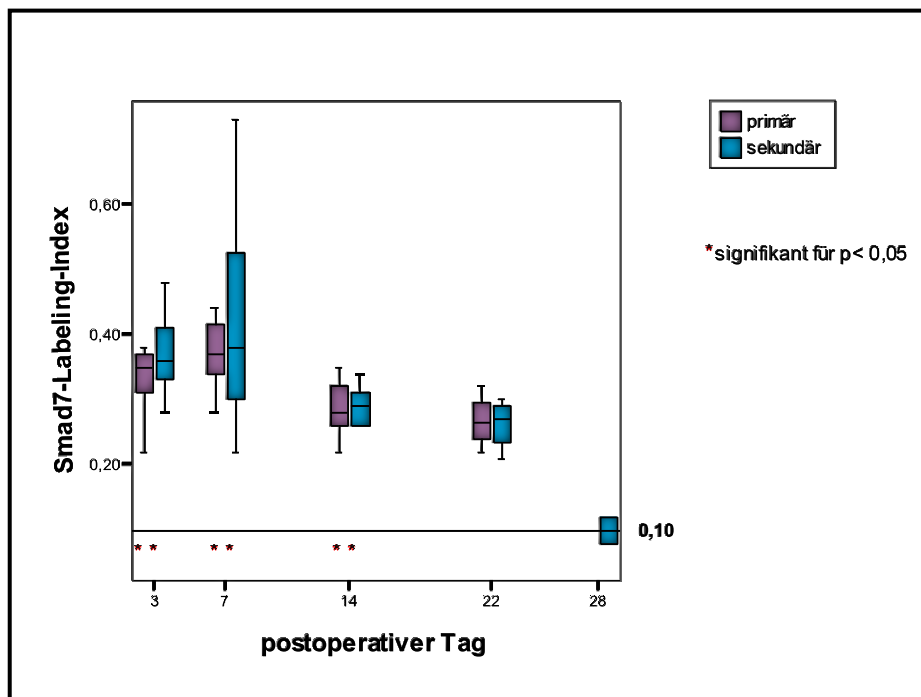 primär
sekundär
*signifikant für p< 0,05
Smad7-Labeling-Index
0,60
0,40
0,20
0,10
* * * * * *
3 7 14 22 28
postoperativer Tag